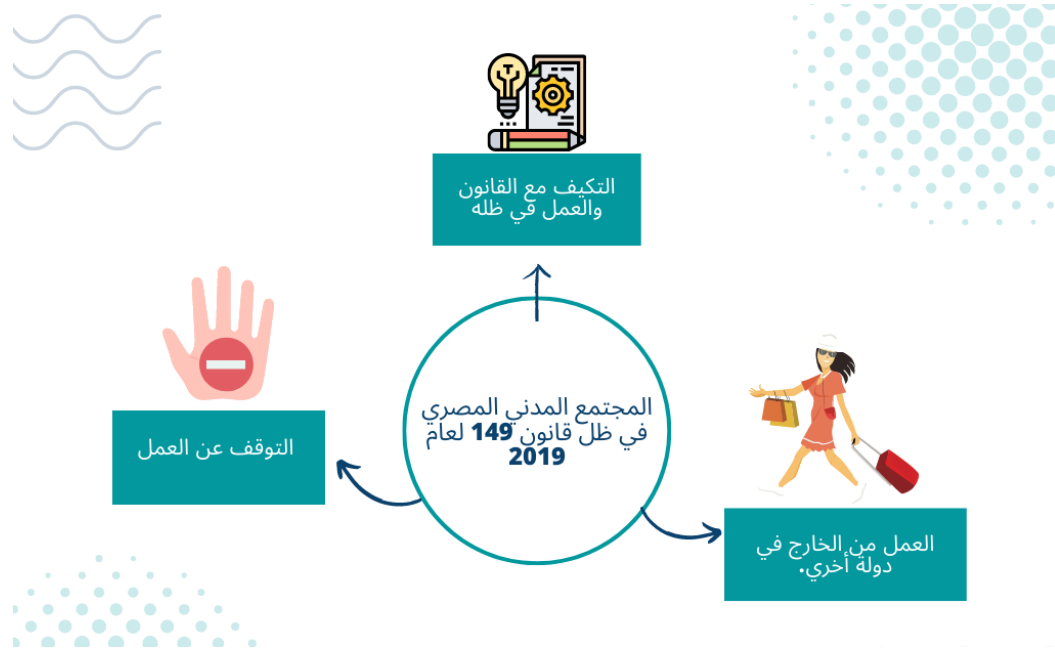 التكيف مع القانون
والعمل في ظله
المجتمع المدني المصري
في ظل قانون 149 لعام
2019
التوقف عن العمل
العمل من الخارج في
دولة أخري.